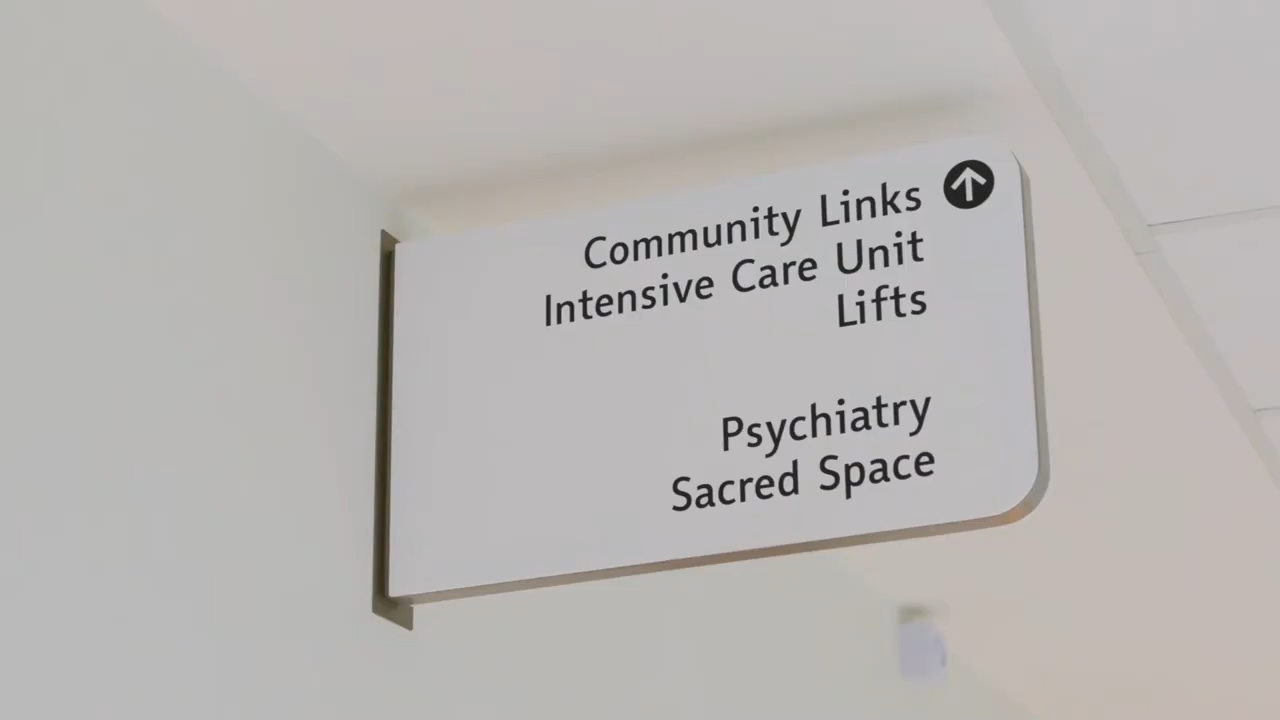 Community Links
Intensive Care Unit
Lifts
Psychiatry
Sacred Space